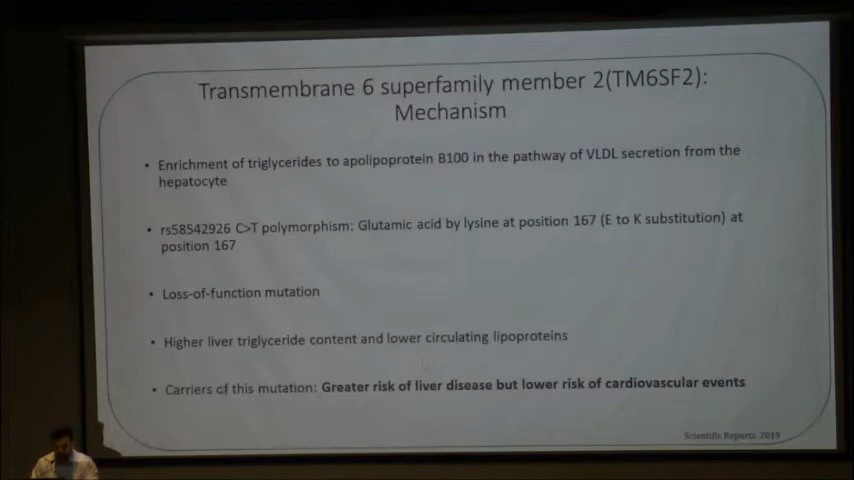 Transmembrane 6 superfamily member 2(TM6SF2):
Mechanism
• Enrichment of triglycerides to apolipoprotein B100 in the pathway of VLDL secretion from the
hepatocyte
• rs58542926 C>T polymorphism: Glutamic acid by lysine at position 167 (E to K substitution) at
position 167
• Loss-of-function mutation
• Higher liver triglyceride content and lower circulating lipoproteins
• Carriers of this mutation: Greater risk of liver disease but lower risk of cardiovascular events
Scientific Reports. 2019